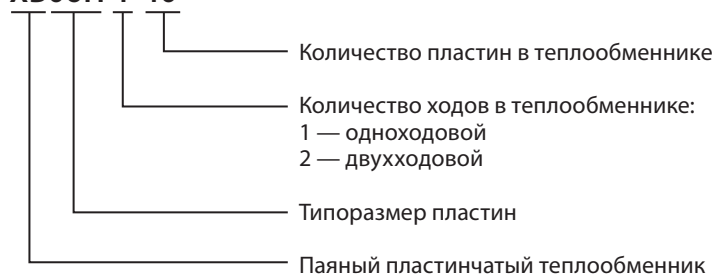 Количество пластин в теплообменнике
Количество ходов в теплообменнике:
1 — одноходовой
2 — двухходовой
Типоразмер пластин
Паяный пластинчатый теплообменник